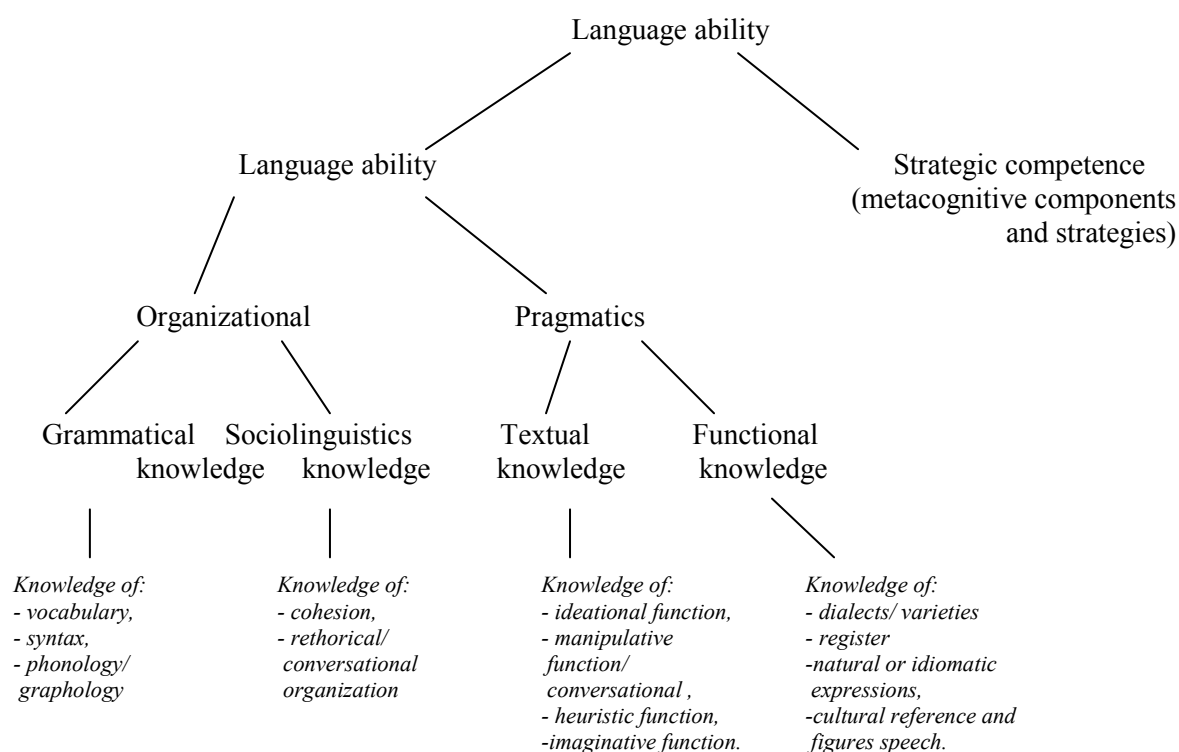 Language ability
Language ability
Strategic competence
(metacognitive components
and strategies)
Organizational
Pragmatics
Grammatical
knowledge
Sociolinguistics
knowledge
Textual
knowledge
Functional
knowledge
Knowledge of:
- vocabulary,
- syntax,
- phonology/
graphology
Knowledge of:
- cohesion,
- rethorical/
conversational
organization
Knowledge of:
- ideational function,
- manipulative
function/
conversational ,
- heuristic function,
-imaginative function.
Knowledge of:
- dialects/ varieties
- register
-natural or idiomatic
expressions,
-cultural reference and
figures speech.